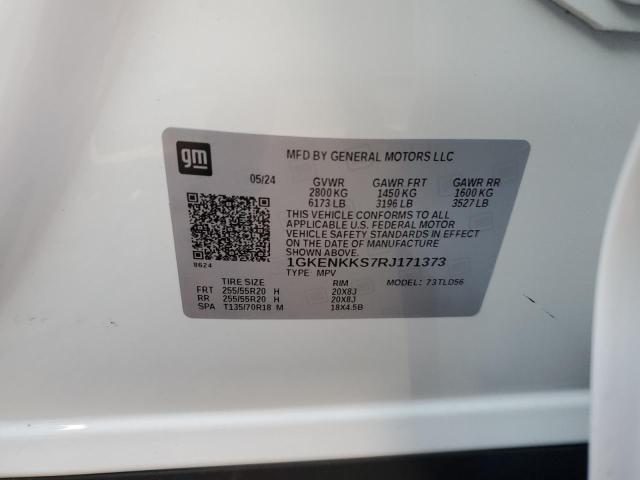 gm
MFD BY GENERAL MOTORS LLC
05/24 GVWR GAWR FRT GAWR RR
2800 KG 1450 KG 1600 KG
6173 LB 3196 LB 3527 LB
THIS VEHICLE CONFORMS TO ALL
APPLICABLE U.S. FEDERAL MOTOR
VEHICLE SAFETY STANDARDS IN EFFECT
ON THE DATE OF MANUFACTURE
SHOWN ABOVE.
8624 1GKENKKS7RJ171373
TYPE: MPV
TIRE SIZE RIM MODEL: 73TLD56
FRT 255/55R20 H 20X8J
RR 255/55R20 H 20X8J
SPA T135/70R18 M 18X4.5B